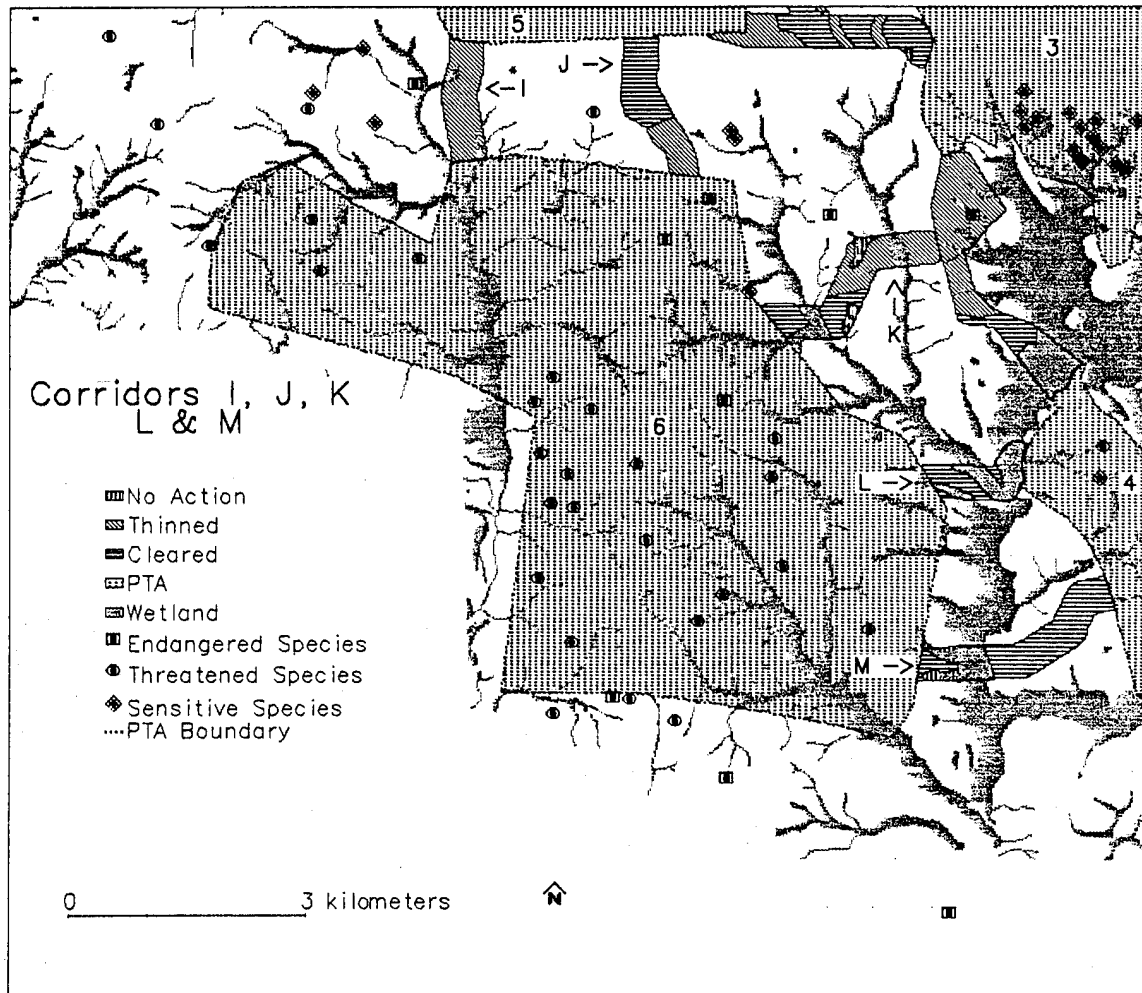 5
3
J
I
K
Corridors I, J, K
L & M
6
L
4
No Action
Thinned
Cleared
PTA
Wetland
Endangered Species
Threatened Species
Sensitive Species
PTA Boundary
M
0 3 kilometers
N